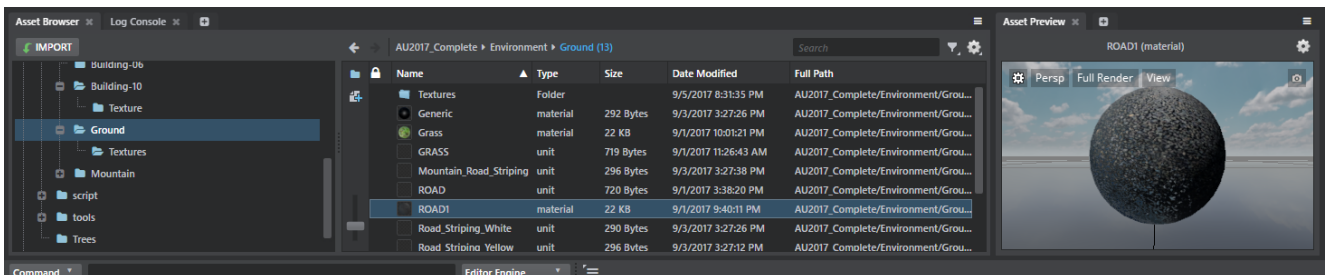 Asset Browser Log Console
IMPORT
AU2017_Complete Environment Ground (13)
Search
Building-06
Building-10
Texture
Ground
Textures
Mountain
script
tools
Trees
Name Type Size Date Modified Full Path
Textures Folder 9/5/2017 8:31:35 PM AU2017_Complete/Environment/Grou...
Generic material 292 Bytes 9/3/2017 3:27:26 PM AU2017_Complete/Environment/Grou...
Grass material 22 KB 9/1/2017 10:01:21 PM AU2017_Complete/Environment/Grou...
GRASS unit 719 Bytes 9/1/2017 11:26:43 AM AU2017_Complete/Environment/Grou...
Mountain_Road_Striping unit 296 Bytes 9/3/2017 3:27:38 PM AU2017_Complete/Environment/Grou...
ROAD unit 720 Bytes 9/1/2017 3:38:20 PM AU2017_Complete/Environment/Grou...
ROAD1 material 22 KB 9/1/2017 9:40:11 PM AU2017_Complete/Environment/Grou...
Road_Striping_White unit 290 Bytes 9/3/2017 3:27:26 PM AU2017_Complete/Environment/Grou...
Road_Striping_Yellow unit 296 Bytes 9/3/2017 3:27:12 PM AU2017_Complete/Environment/Grou...
Asset Preview
ROAD1 (material)
Persp Full Render View
Command Editor Engine